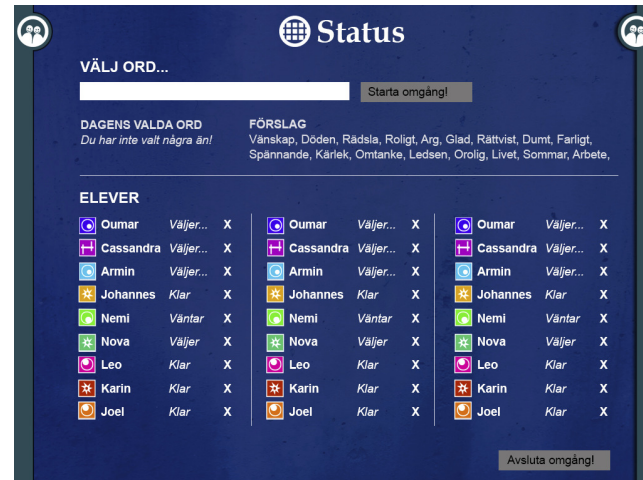 Status
VÄLJ ORD...
Starta omgång!
DAGENS VALDA ORD
Du har inte valt några än!
FÖRSLAG
Vänskap, Döden, Rädsla, Roligt, Arg, Glad, Rättvist, Dumt, Farligt,
Spännande, Kärlek, Omtanke, Ledsen, Orolig, Livet, Sommar, Arbete,
ELEVER
Oumar Väljer... X Oumar Väljer... X Oumar Väljer... X
Cassandra Väljer... X Cassandra Väljer... X Cassandra Väljer... X
Armin Väljer... X Armin Väljer... X Armin Väljer... X
Johannes Klar X Johannes Klar X Johannes Klar X
Nemi Väntar X Nemi Väntar X Nemi Väntar X
Nova Väljer X Nova Väljer X Nova Väljer X
Leo Klar X Leo Klar X Leo Klar X
Karin Klar X Karin Klar X Karin Klar X
Joel Klar X Joel Klar X Joel Klar X
Avsluta omgång!